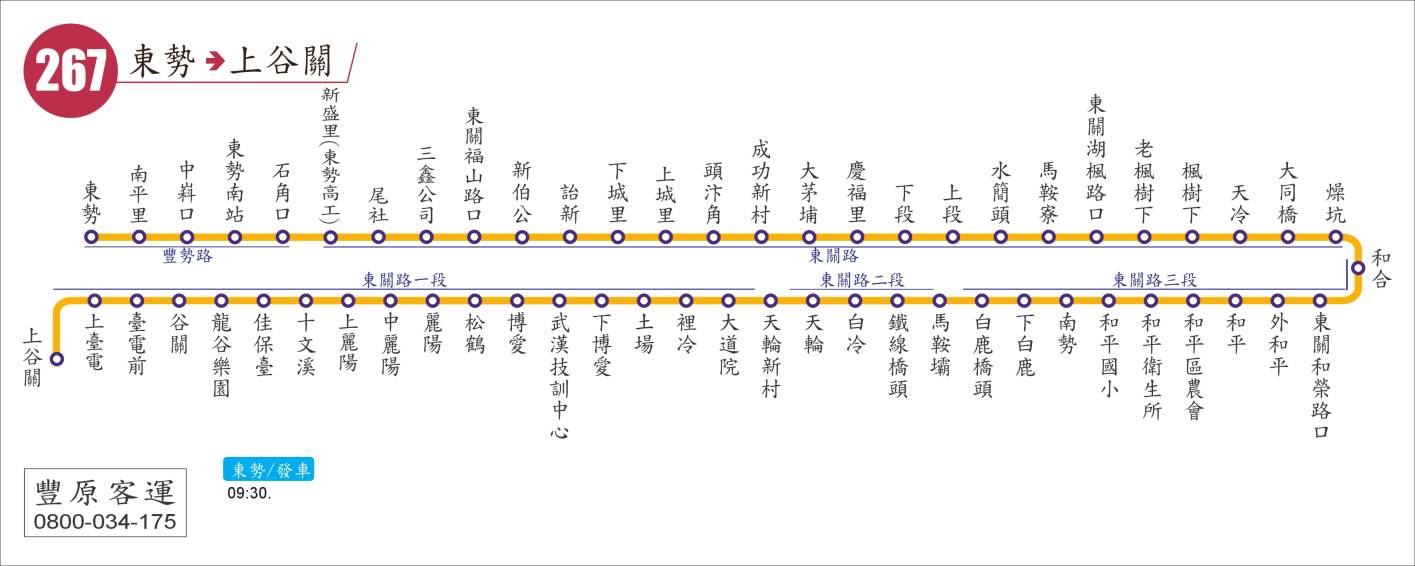 267 東勢➔上谷關
東勢
南平里
中嵙口
東勢南站
石角口
新盛里(東勢高工)
尾社
三鑫公司
東關福山路口
新伯公
詒新
下城里
上城里
頭汴角
成功新村
大茅埔
慶福里
下段
上段
水筒頭
馬鞍寮
東關湖楓路口
老楓樹下
楓樹下
天冷
大同橋
燥坑
豐勢路
東關路
和合
東關路一段
東關路二段
東關路三段
上谷關
上臺電
臺電前
谷關
龍谷樂園
佳保臺
十文溪
上麗陽
中麗陽
麗陽
松鶴
博愛
武漢技訓中心
下博愛
土場
裡冷
大道院
天輪新村
天輪
白冷
鐵線橋頭
馬鞍壩
白鹿橋頭
下白鹿
南勢
和平國小
和平衛生所
和平區農會
和平
外和平
東關和榮路口
豐原客運
0800-034-175
東勢/發車
09:30.